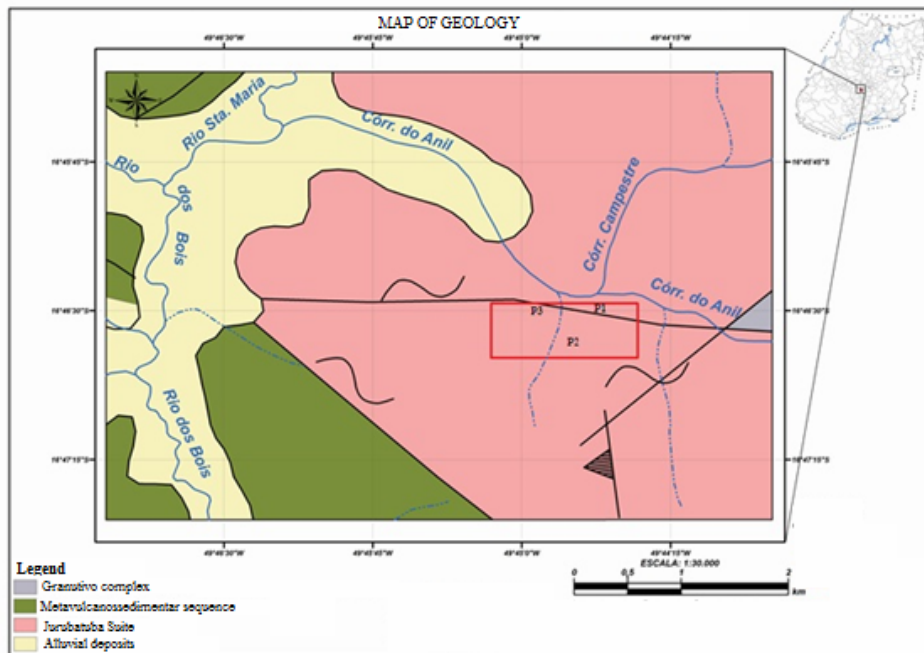 MAP OF GEOLOGY
49°46'30"W 49°45'45"W 49°45'0"W 49°44'15"W
Rio Sta. Maria
Córr. do Anil
16°45'45"S 16°45'45"S
Rio
dos
Bois
Córr. Campestre
Córr. do Anil
16°46'30"S 16°46'30"S
P3 P1
P2
Rio dos Bois
16°47'15"S 16°47'15"S
49°46'30"W 49°45'45"W 49°45'0"W 49°44'15"W
ESCALA: 1:30.000
0 0,5 1 2
km
Legend
Granutivo complex
Metavulcanossedimentar sequence
Jurubatuba Suite
Alluvial deposits